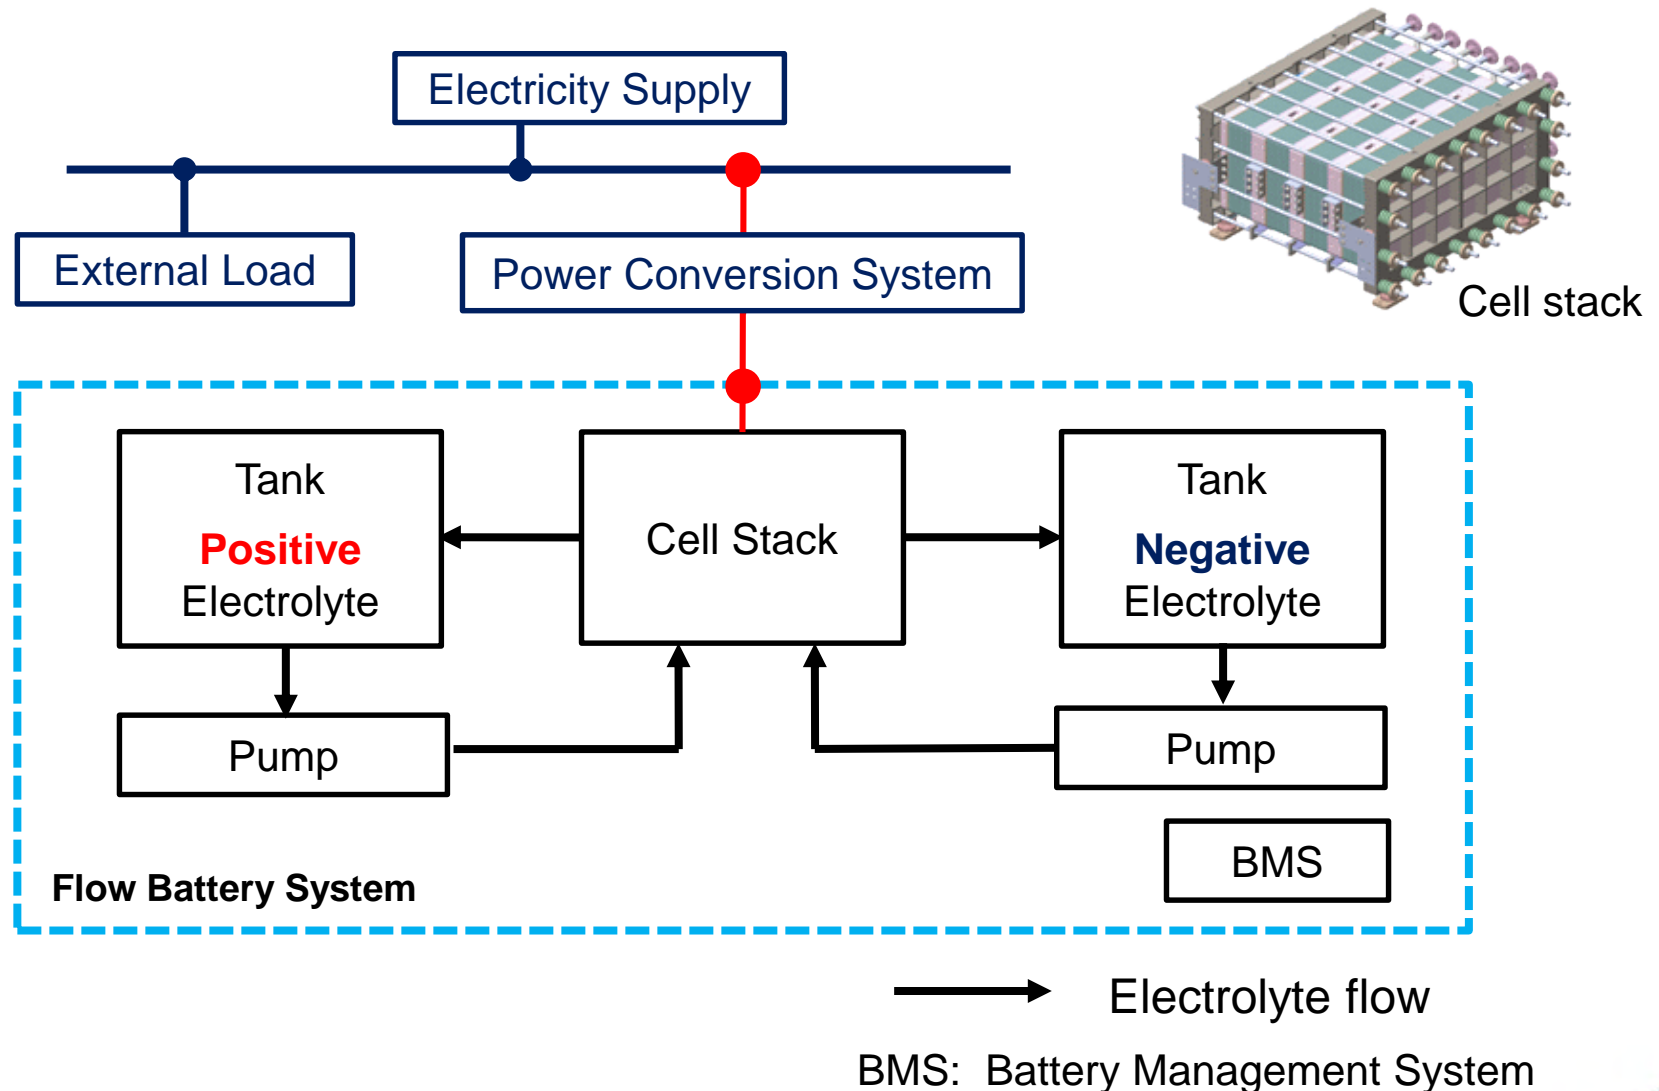 Electricity Supply
External Load
Power Conversion System
Cell stack
Tank
Positive
Electrolyte
Cell Stack
Tank
Negative
Electrolyte
Pump
Pump
BMS
Flow Battery System
Electrolyte flow
BMS: Battery Management System